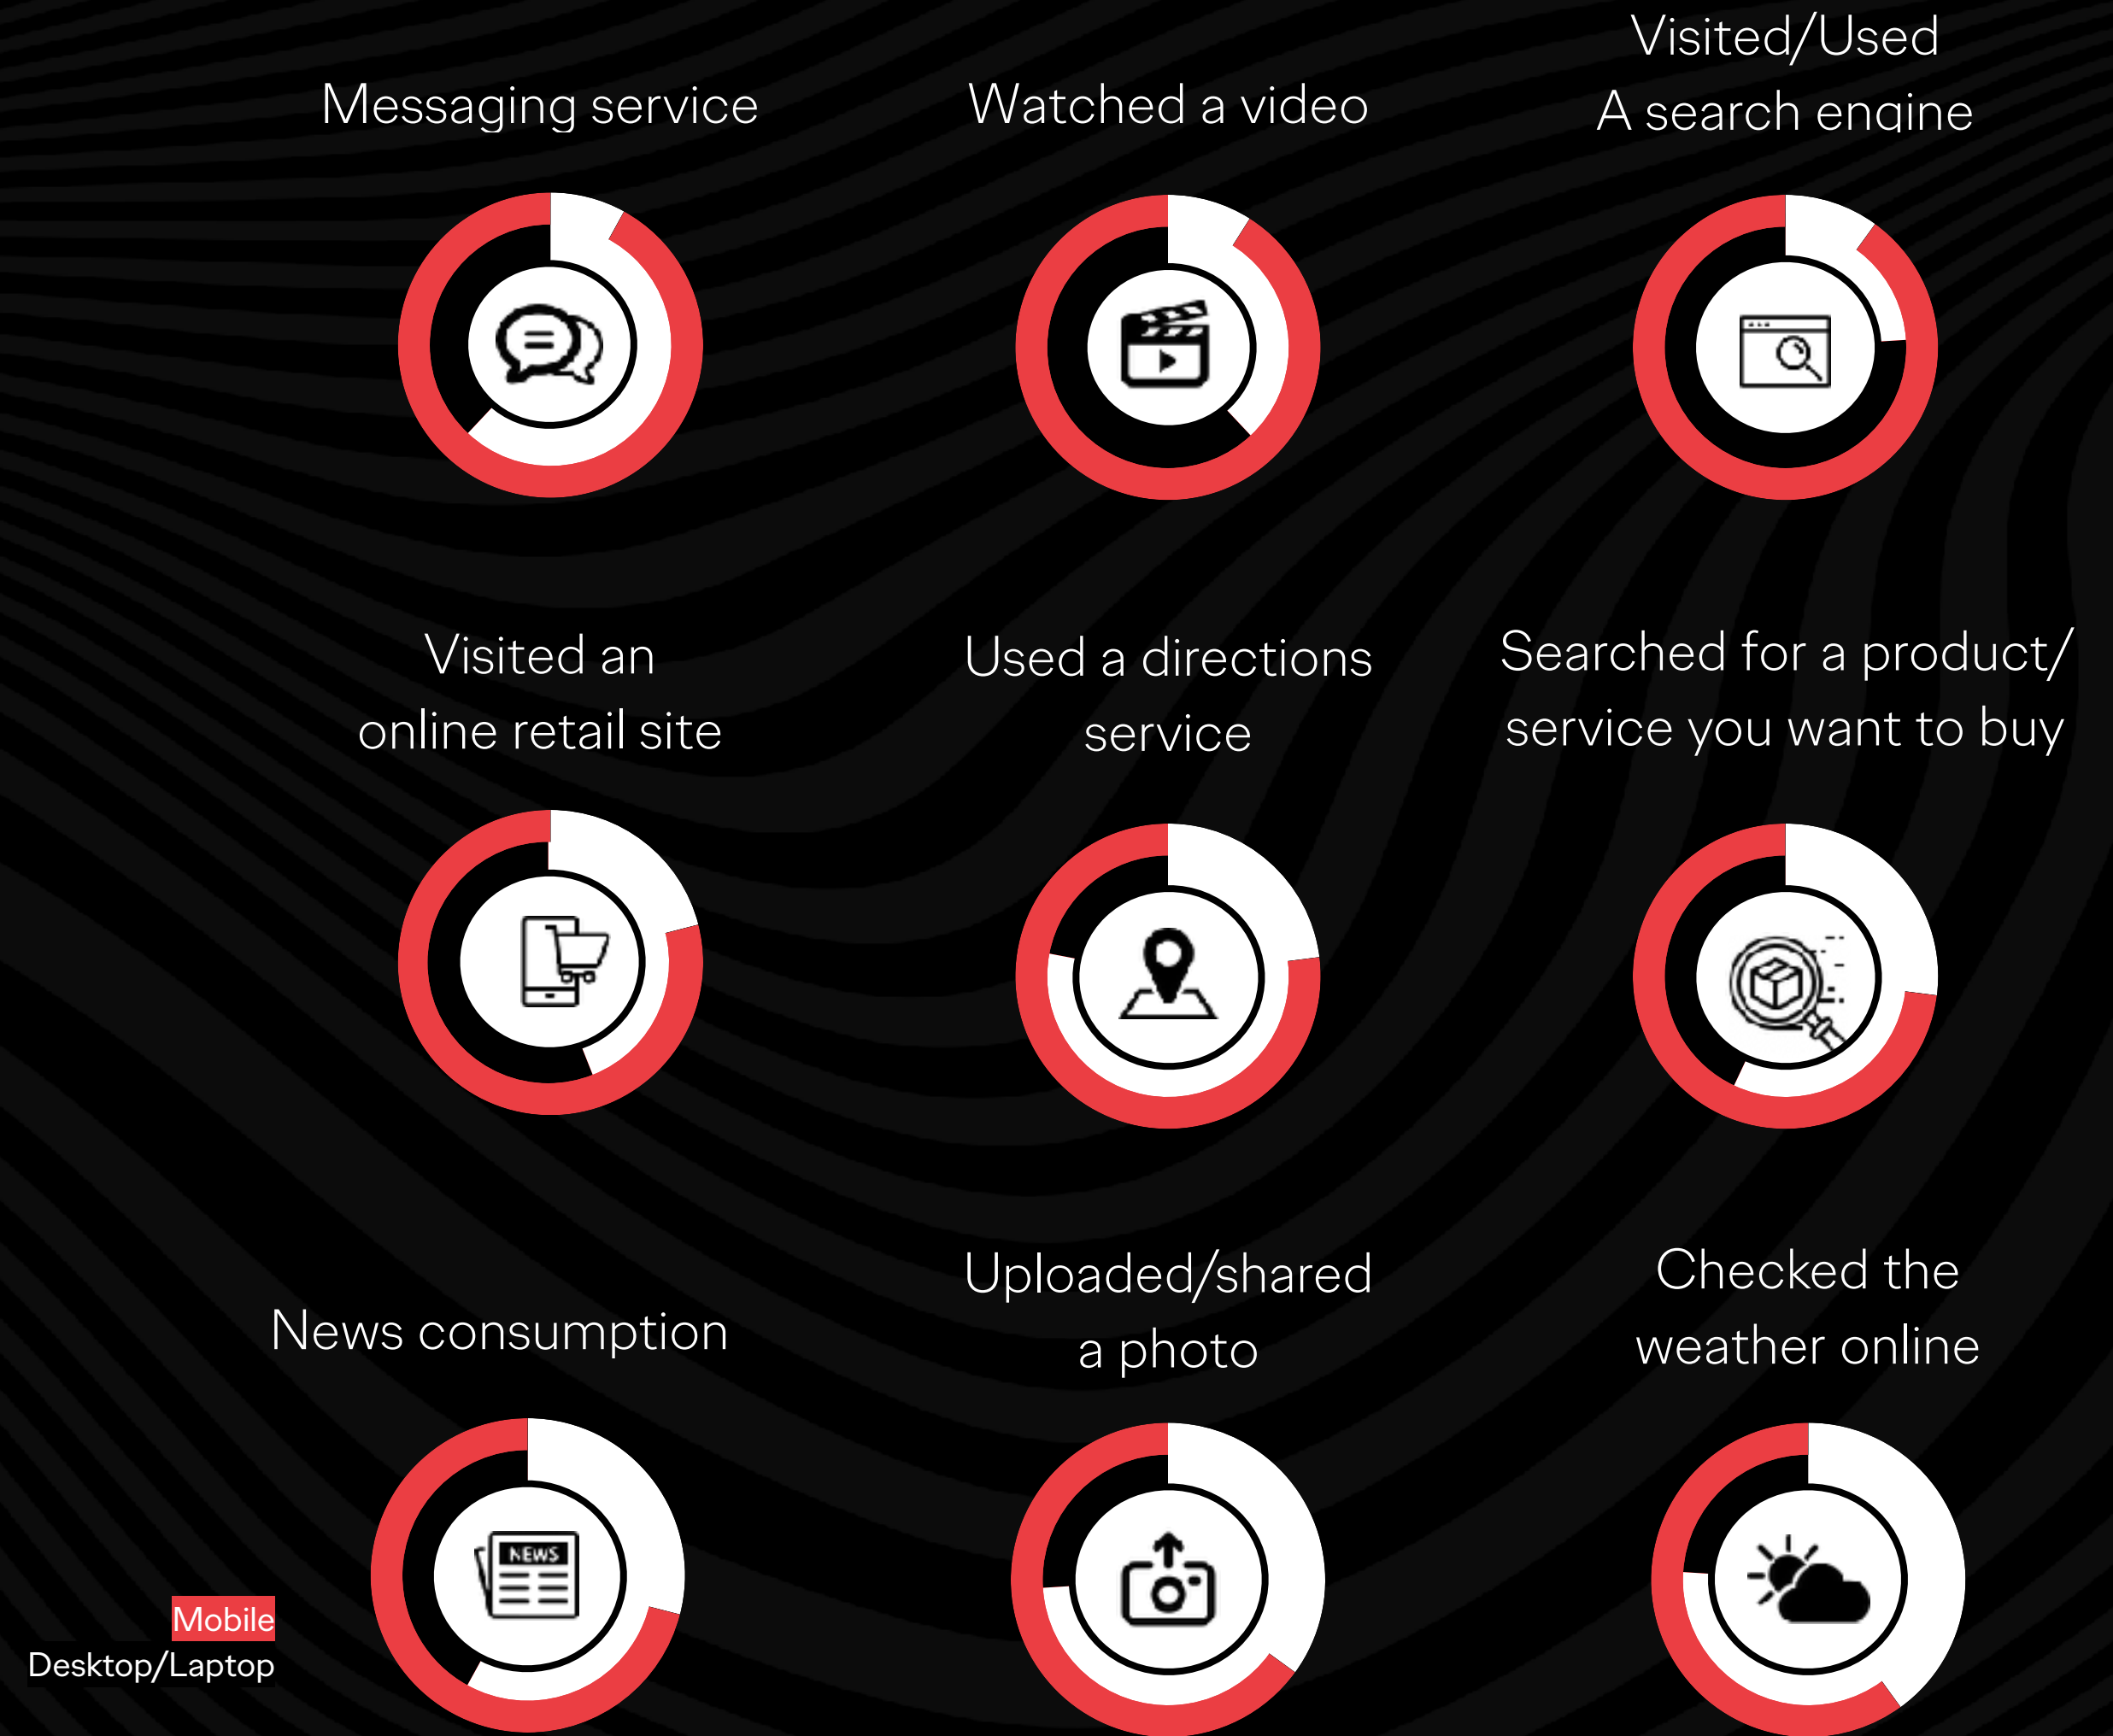 Messaging service
Watched a video
Visited/Used
A search engine
Visited an
online retail site
Used a directions
service
Searched for a product/
service you want to buy
News consumption
Uploaded/shared
a photo
Checked the
weather online
NEWS
Mobile
Desktop/Laptop